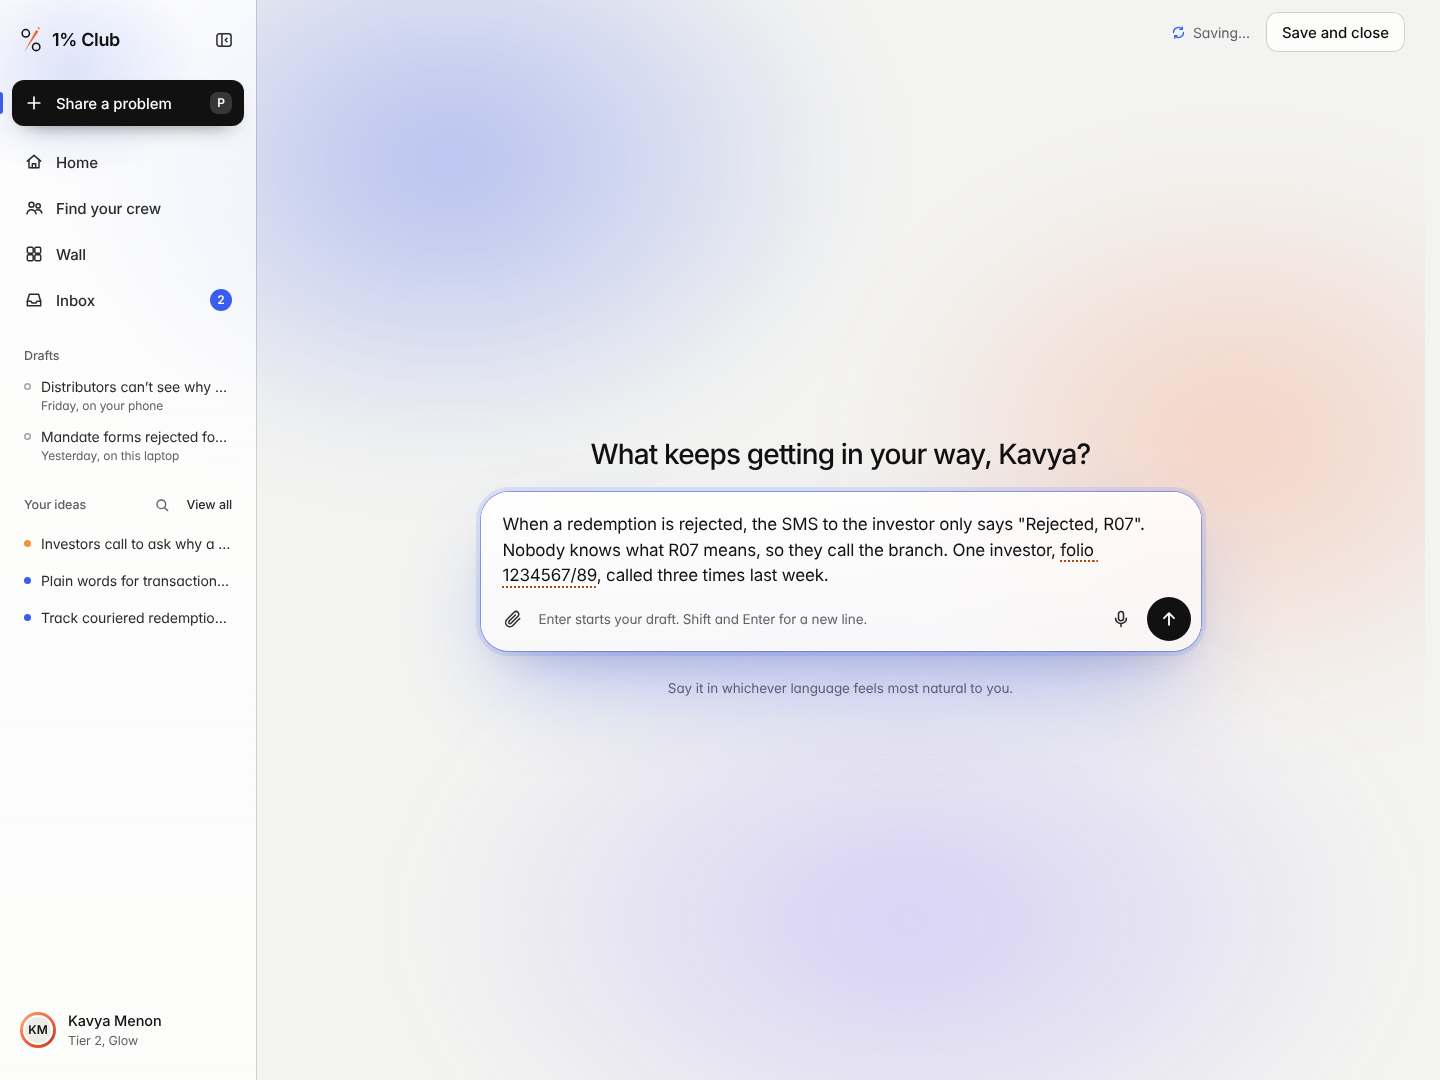 1% Club
Share a problem
P
Home
Find your crew
Wall
Inbox
2
Drafts
Distributors can't see why ...
Friday, on your phone
Mandate forms rejected fo...
Yesterday, on this laptop
Your ideas
View all
Investors call to ask why a ...
Plain words for transaction...
Track couriered redemptio...
KM
Kavya Menon
Tier 2, Glow
Saving...
Save and close
What keeps getting in your way, Kavya?
When a redemption is rejected, the SMS to the investor only says "Rejected, R07".
Nobody knows what R07 means, so they call the branch. One investor, folio
1234567/89, called three times last week.
Enter starts your draft. Shift and Enter for a new line.
Say it in whichever language feels most natural to you.